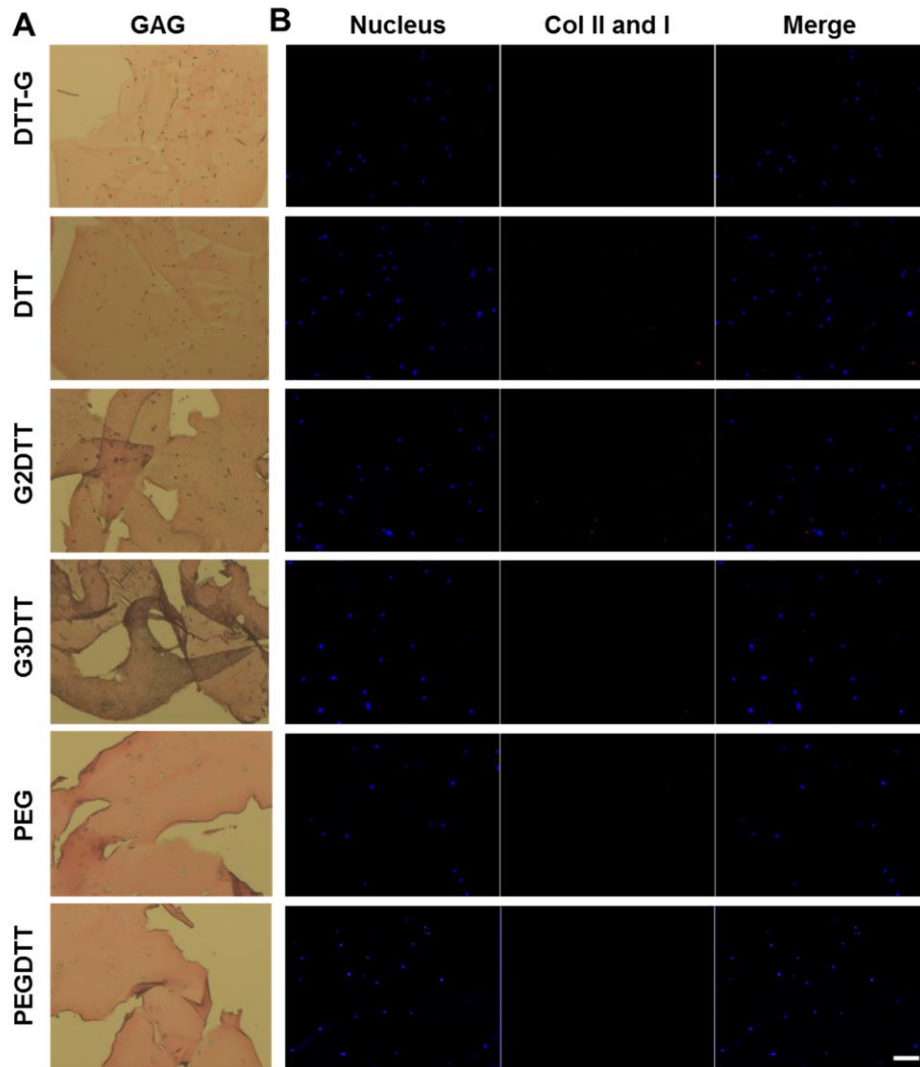 A GAG B Nucleus Col II and I Merge
DTT-G
DTT
G2DTT
G3DTT
PEG
PEGDTT